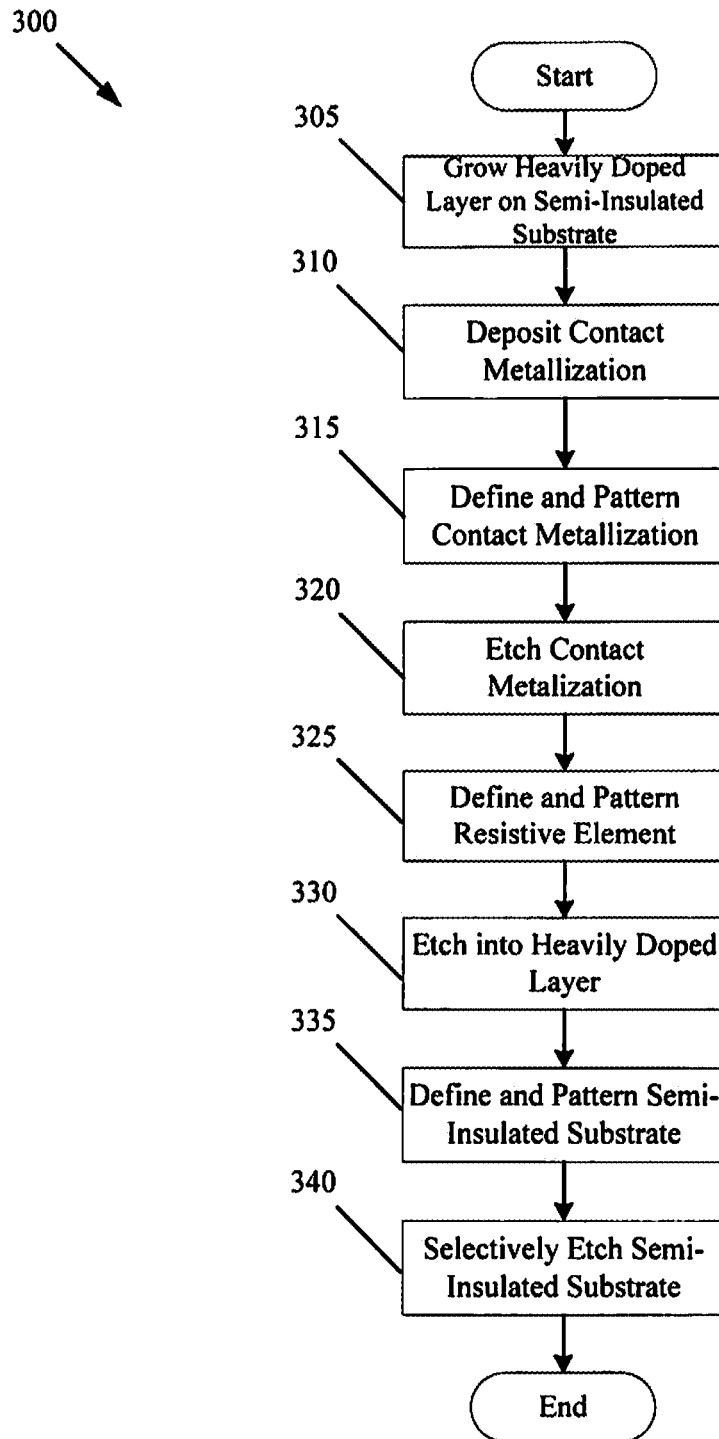 300
Start
305
Grow Heavily Doped
Layer on Semi-Insulated
Substrate
310
Deposit Contact
Metallization
315
Define and Pattern
Contact Metallization
320
Etch Contact
Metalization
325
Define and Pattern
Resistive Element
330
Etch into Heavily Doped
Layer
335
Define and Pattern Semi-
Insulated Substrate
340
Selectively Etch Semi-
Insulated Substrate
End